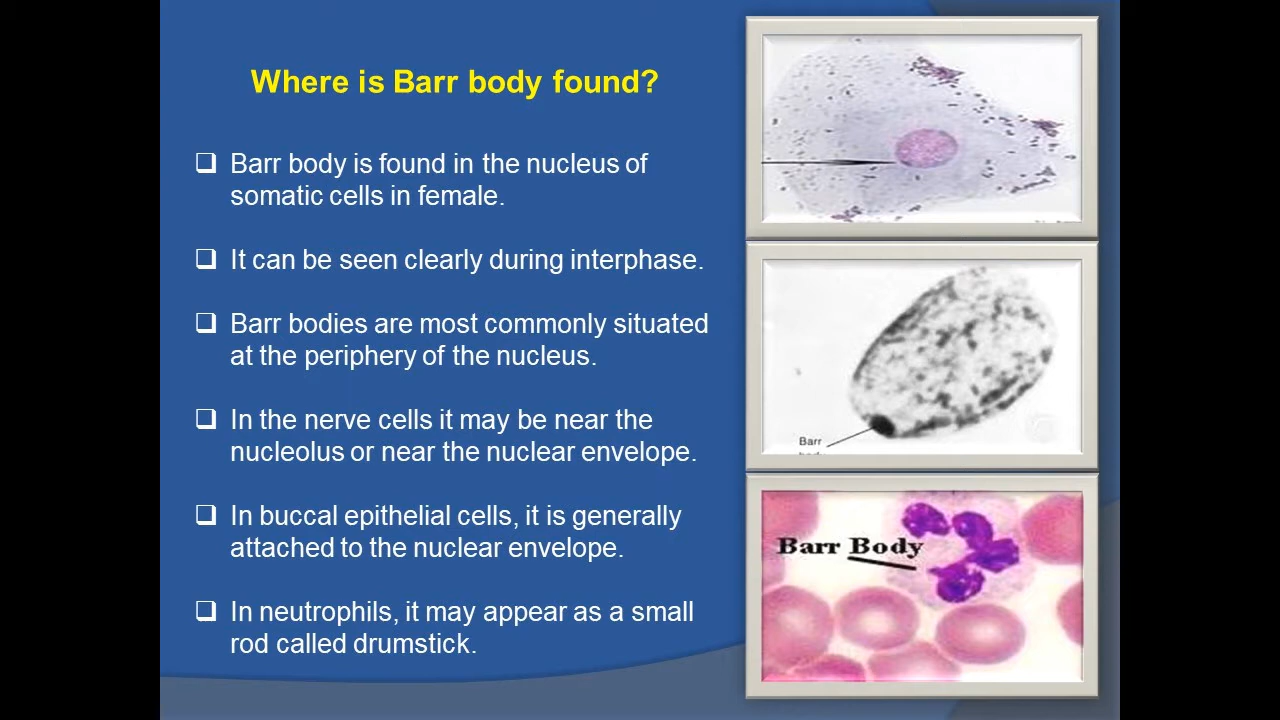 Where is Barr body found?
❑ Barr body is found in the nucleus of
somatic cells in female.
❑ It can be seen clearly during interphase.
❑ Barr bodies are most commonly situated
at the periphery of the nucleus.
❑ In the nerve cells it may be near the
nucleolus or near the nuclear envelope.
❑ In buccal epithelial cells, it is generally
attached to the nuclear envelope.
❑ In neutrophils, it may appear as a small
rod called drumstick.
Barr
Barr Body